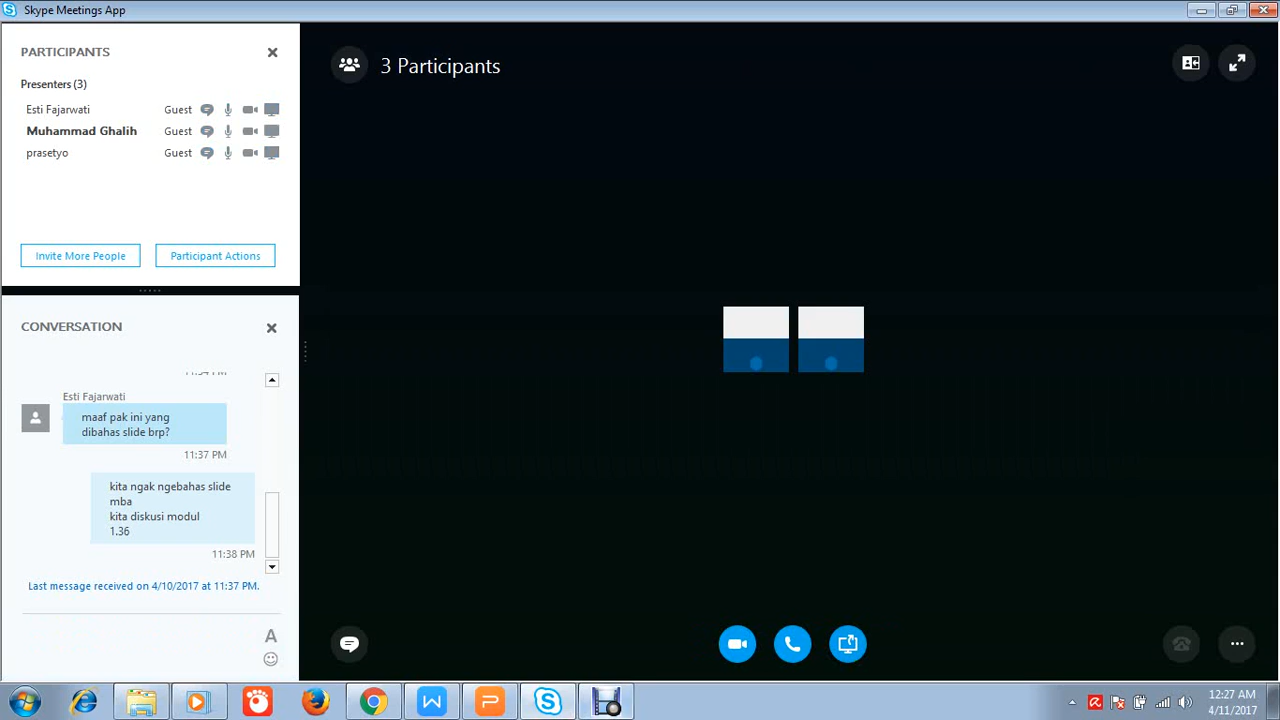 Skype Meetings App
PARTICIPANTS
Presenters (3)
Esti Fajarwati Guest
Muhammad Ghalih Guest
prasetyo Guest
Invite More People
Participant Actions
3 Participants
CONVERSATION
Esti Fajarwati
maaf pak ini yang
dibahas slide brp?
11:37 PM
kita ngak ngebahas slide
mba
kita diskusi modul
1.36
11:38 PM
Last message received on 4/10/2017 at 11:37 PM.
A
12:27 AM
4/11/2017